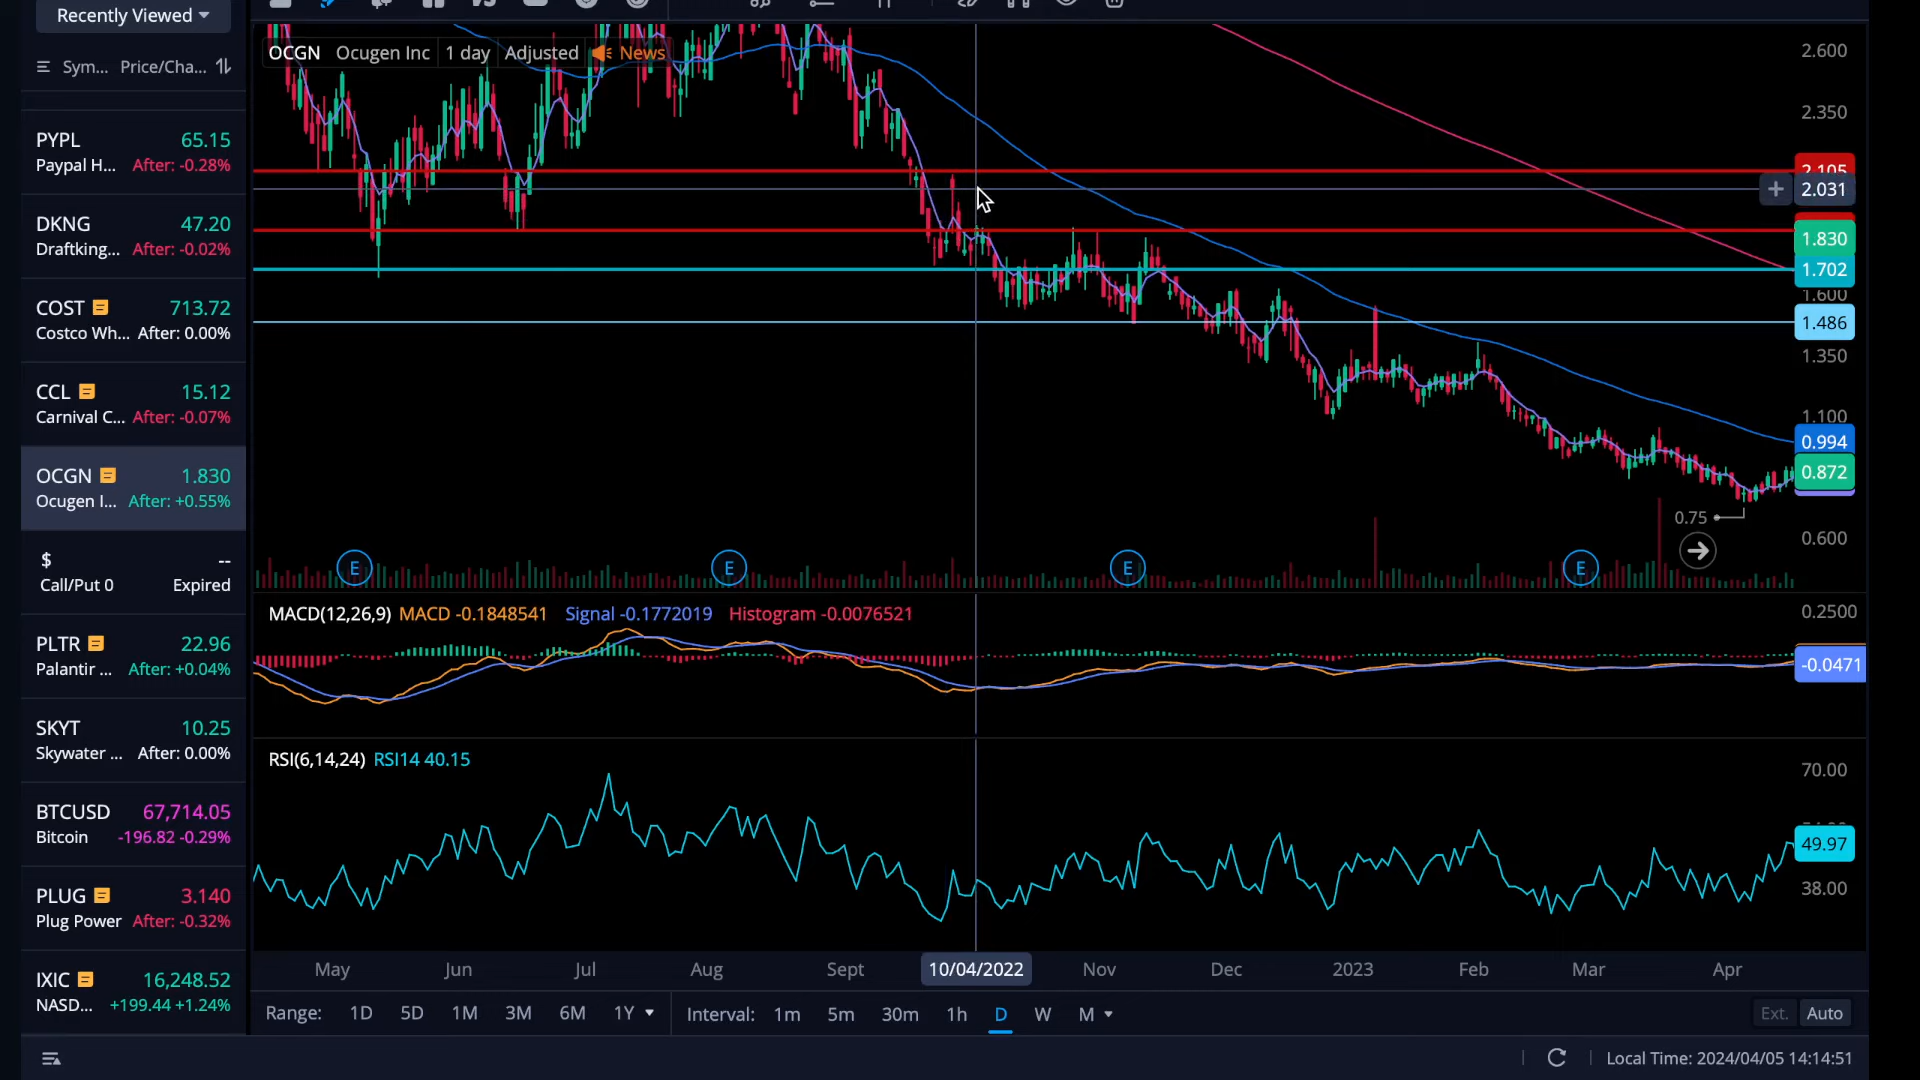 Recently Viewed
Sym... Price/Cha...
PYPL 65.15
Paypal H... After: -0.28%
DKNG 47.20
Draftking... After: -0.02%
COST 713.72
Costco Wh... After: 0.00%
CCL 15.12
Carnival C... After: -0.07%
OCGN 1.830
Ocugen I... After: +0.55%
$ --
Call/Put 0 Expired
PLTR 22.96
Palantir ... After: +0.04%
SKYT 10.25
Skywater ... After: 0.00%
BTCUSD 67,714.05
Bitcoin -196.82 -0.29%
PLUG 3.140
Plug Power After: -0.32%
IXIC 16,248.52
NASD... +199.44 +1.24%
OCGN Ocugen Inc 1 day Adjusted News
2.600
2.350
2.105
+ 2.031
1.830
1.702
1.600
1.486
1.350
1.100
0.994
0.872
0.75
0.600
E E E E
MACD(12,26,9) MACD -0.1848541 Signal -0.1772019 Histogram -0.0076521
0.2500
-0.0471
RSI(6,14,24) RSI14 40.15
70.00
49.97
38.00
May Jun Jul Aug Sept 10/04/2022 Nov Dec 2023 Feb Mar Apr
Range: 1D 5D 1M 3M 6M 1Y Interval: 1m 5m 30m 1h D W M Ext. Auto
Local Time: 2024/04/05 14:14:51